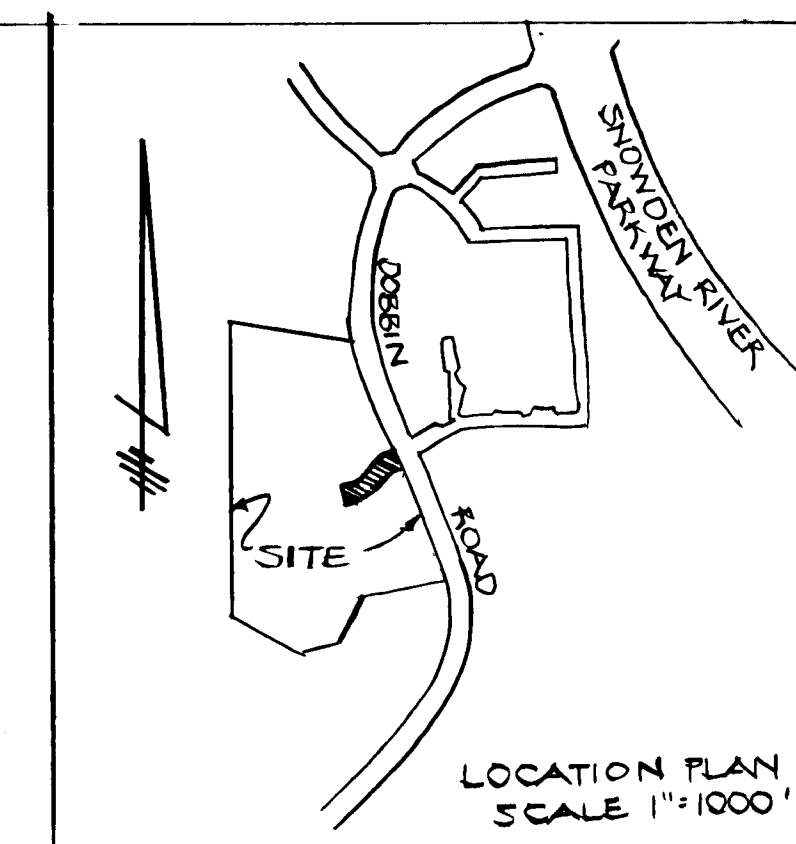 SNOWDEN RIVER
PARKWAY
DOBBIN
ROAD
SITE
LOCATION PLAN
SCALE 1"=1000'